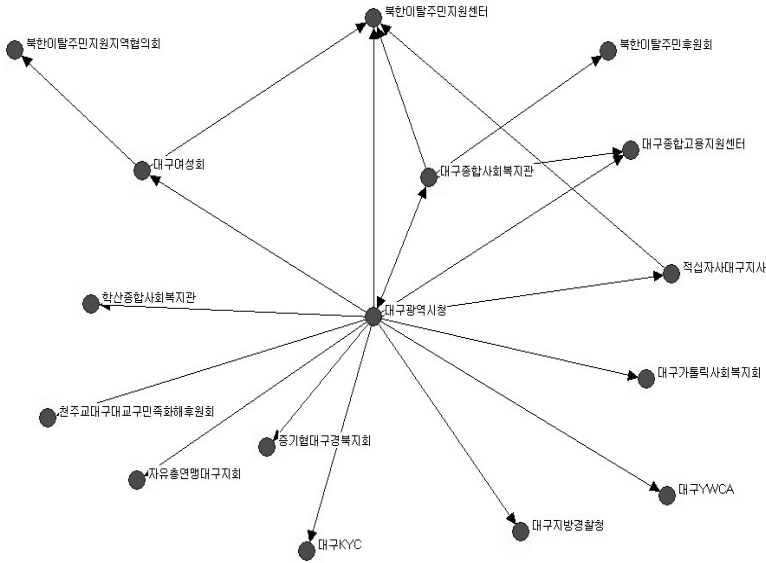 북한이탈주민지원센터
북한이탈주민지원지역협의회
북한이탈주민후원회
대구종합고용지원센터
대구여성회
대구종합사회복지관
적십자사대구지사
학산종합사회복지관
대구광역시청
대구가톨릭사회복지회
천주교대구대교구민족화해후원회
중기협대구경북지회
자유총연맹대구지회
대구YWCA
대구지방경찰청
대구KYC